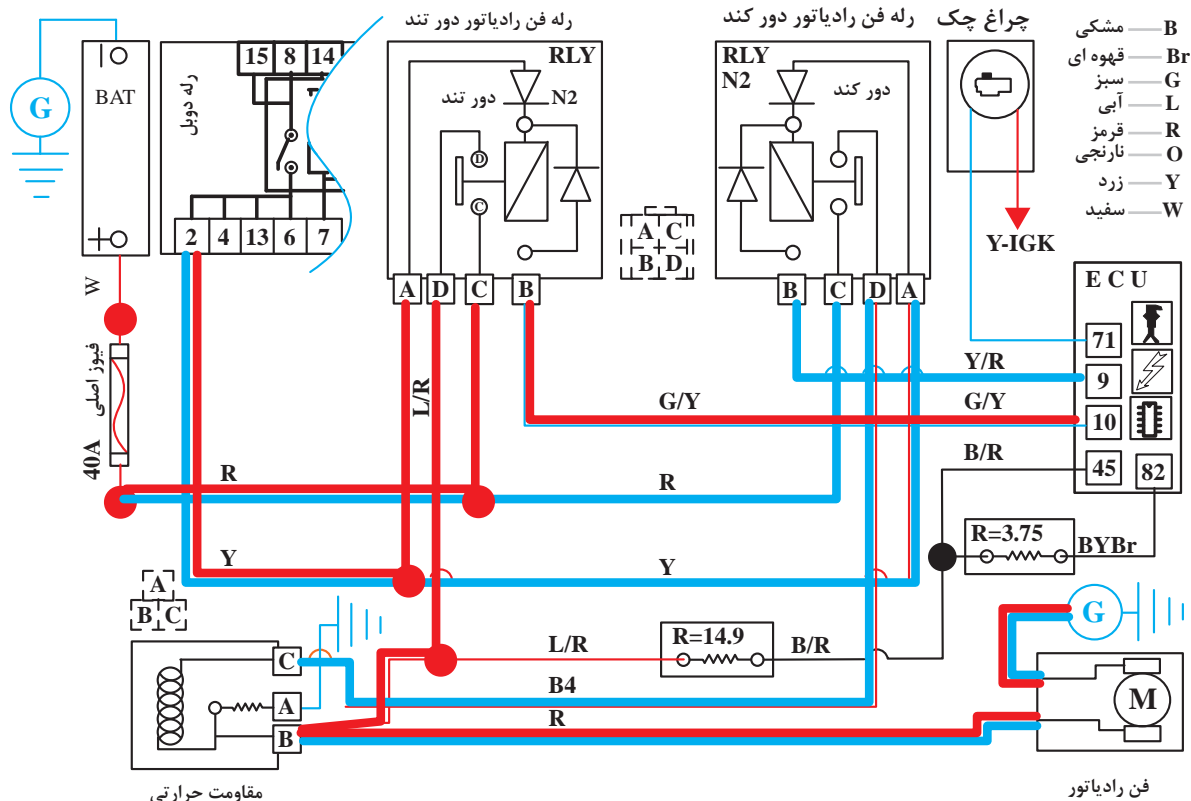 رله فن رادیاتور دور تند
رله فن رادیاتور دور کند
چراغ چک
B مشکی
Br قهوه ای
G سبز
L آبی
R قرمز
O نارنجی
Y زرد
W سفید
G
BAT
15 8 14
رله دوبل
2 4 13 6 7
RLY
N2
دور تند
D
C
A D C B
A C
B D
RLY
N2
دور کند
B C D A
Y-IGK
ECU
71
9
10
45
82
W
فیوز اصلی
40A
L/R
Y/R
G/Y
G/Y
B/R
R
R
R=3.75
BYBr
Y
Y
A
B C
C
A
B
L/R
R=14.9
B/R
B4
R
G
M
مقاومت حرارتی
فن رادیاتور